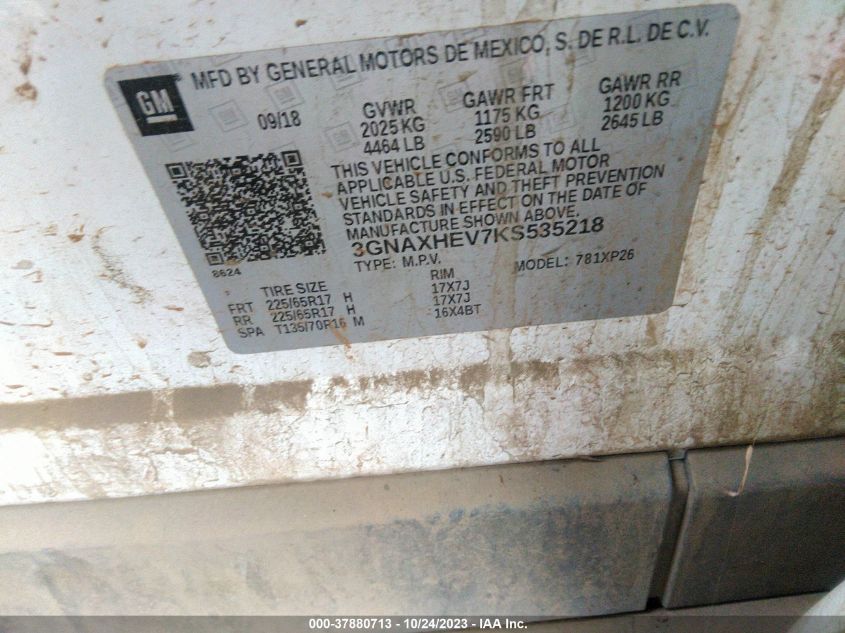 GM
MFD BY GENERAL MOTORS DE MEXICO, S. DE R.L. DE C.V.
09/18 GVWR GAWR FRT GAWR RR
2025 KG 1175 KG 1200 KG
4464 LB 2590 LB 2645 LB
THIS VEHICLE CONFORMS TO ALL
APPLICABLE U.S. FEDERAL MOTOR
VEHICLE SAFETY AND THEFT PREVENTION
STANDARDS IN EFFECT ON THE DATE OF
MANUFACTURE SHOWN ABOVE.
3GNAXHEV7KS535218
8624
TYPE: M.P.V. MODEL: 781XP26
TIRE SIZE RIM
FRT 225/65R17 H 17X7J
RR 225/65R17 H 17X7J
SPA T135/70R16 M 16X4BT
000-37880713 - 10/24/2023 - IAA Inc.